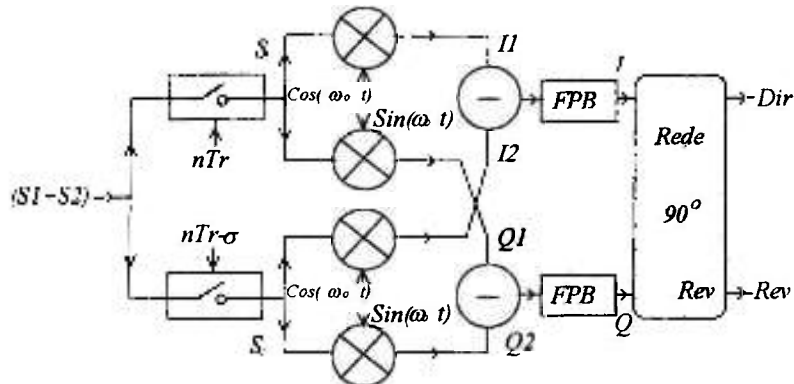 S
I1
Cos( ω₀ t)
nTr
Sin(ω₀ t)
FPB
I
Rede
90°
Rev
Dir
I2
(S1-S2)
nTr-σ
Q1
Cos( ω₀ t)
Sin(ω₀ t)
S
Q2
FPB
Q
Rev